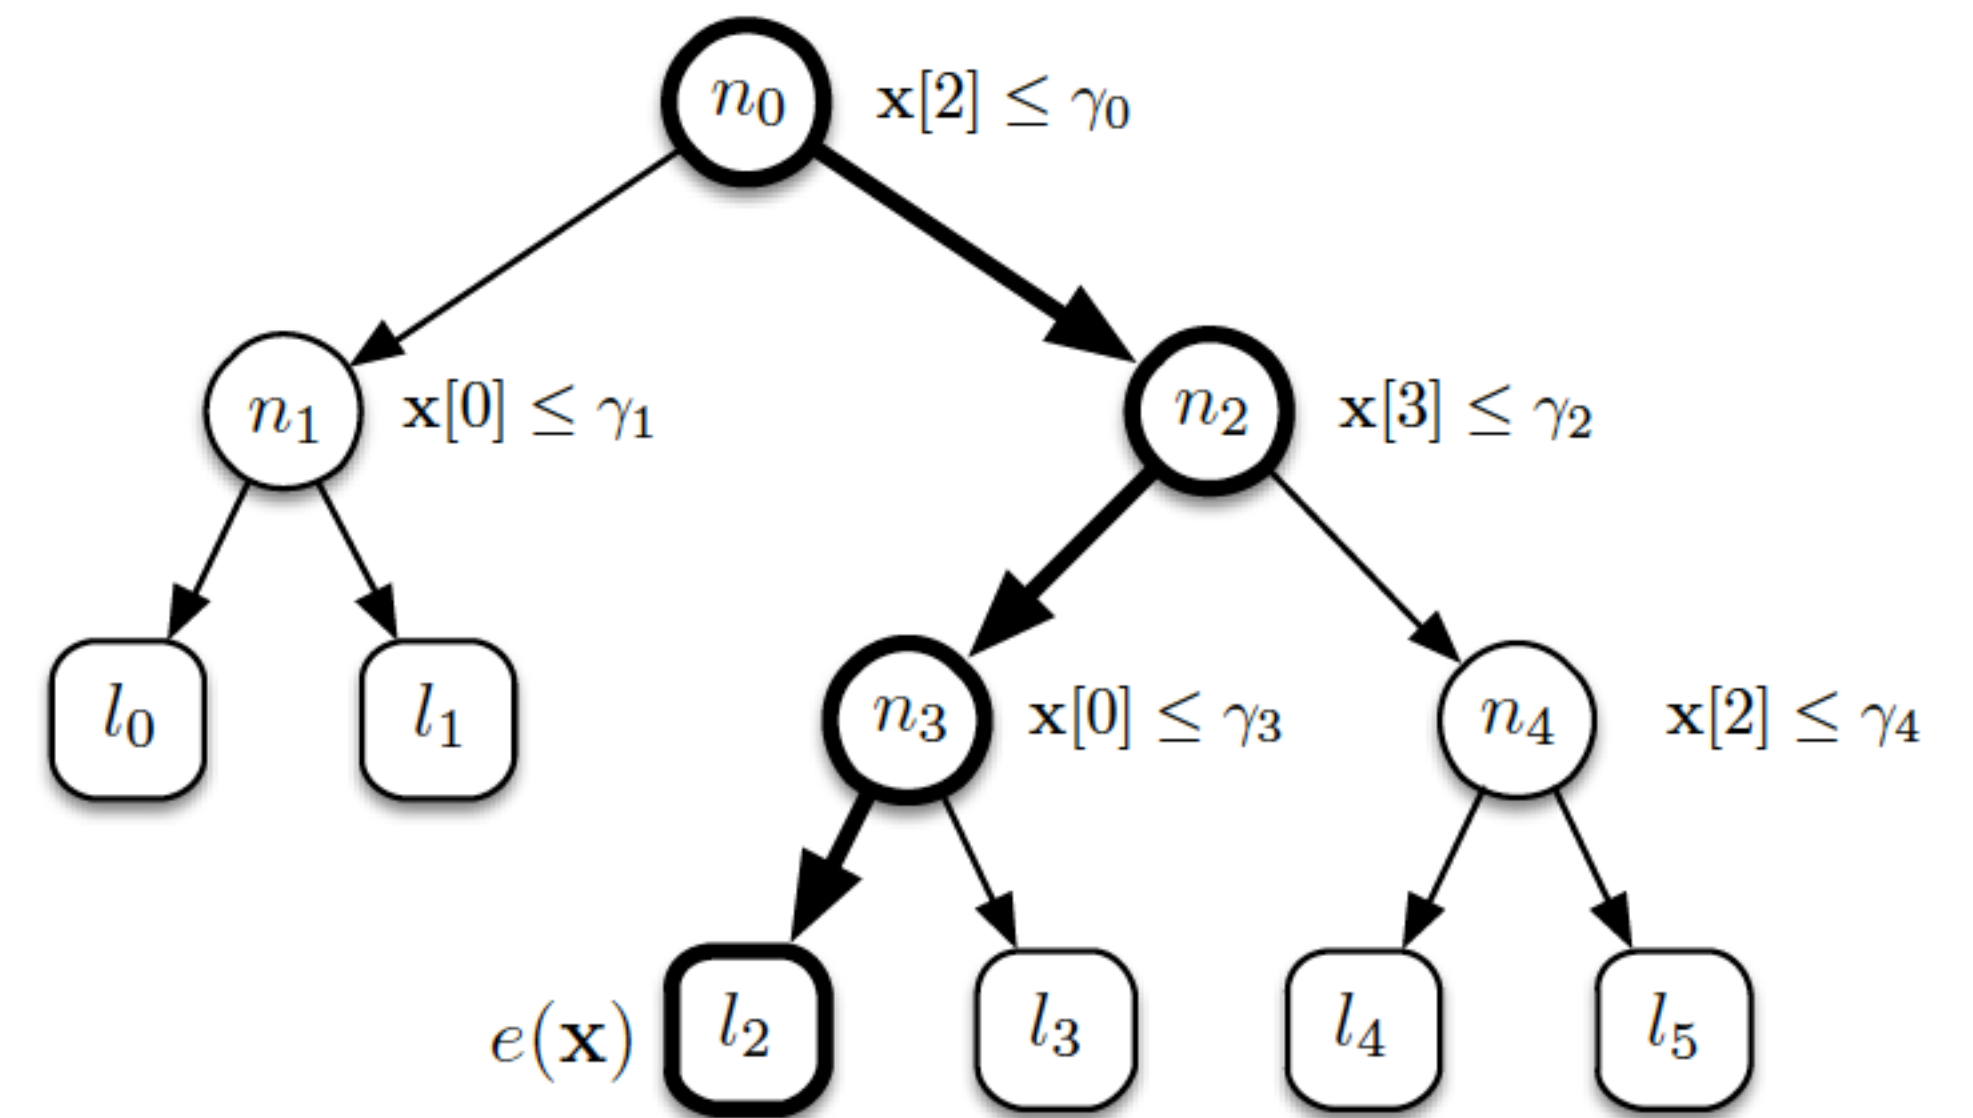 n₀ x[2] ≤ γ₀
n₁ x[0] ≤ γ₁ n₂ x[3] ≤ γ₂
l₀ l₁ n₃ x[0] ≤ γ₃ n₄ x[2] ≤ γ₄
e(x) l₂ l₃ l₄ l₅